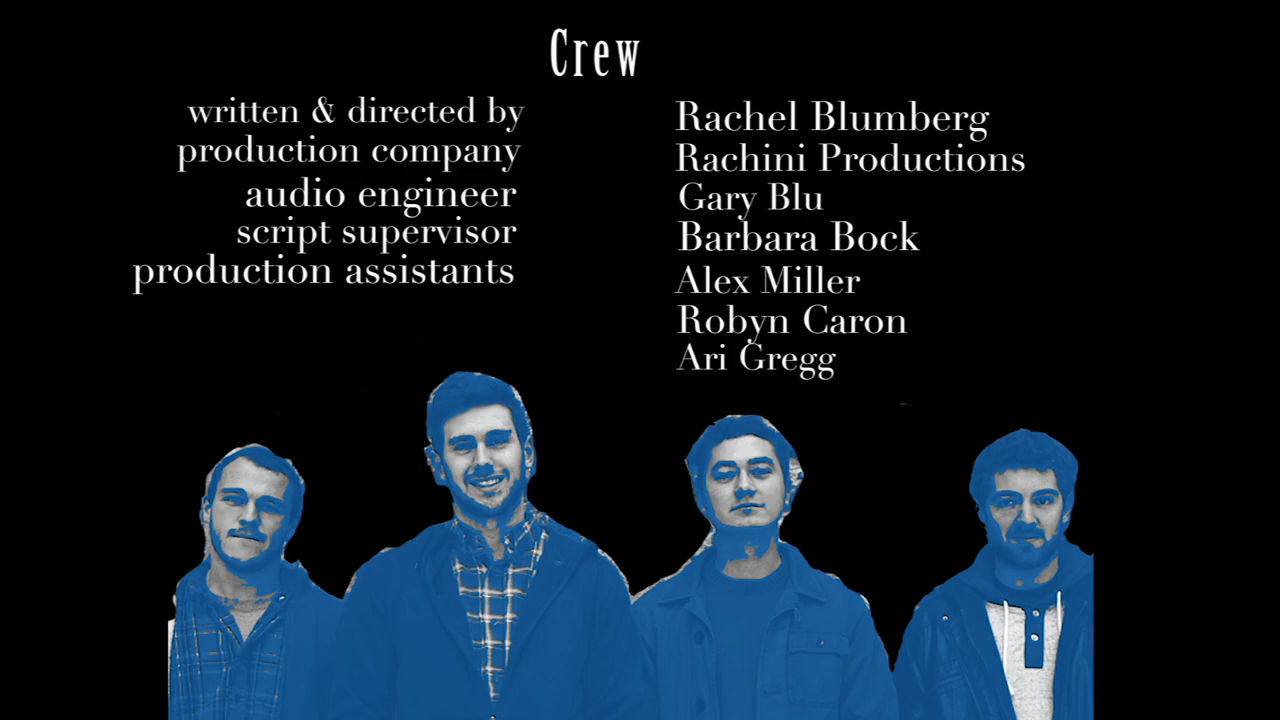 Crew
written & directed by Rachel Blumberg
production company Rachini Productions
audio engineer Gary Blu
script supervisor Barbara Bock
production assistants Alex Miller
Robyn Caron
Ari Gregg